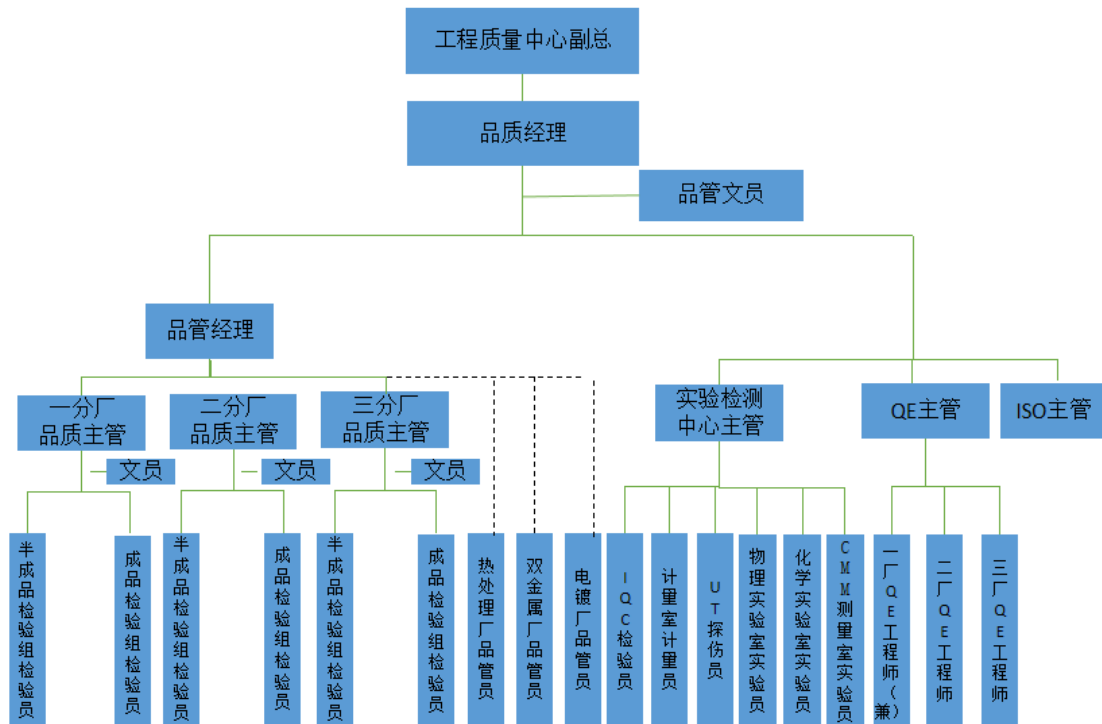 工程质量中心副总
品质经理
品管文员
品管经理
一分厂
品质主管
二分厂
品质主管
三分厂
品质主管
实验检测
中心主管
QE主管
ISO主管
文员
文员
文员
半成品检验组检验员
成品检验组检验员
半成品检验组检验员
成品检验组检验员
半成品检验组检验员
成品检验组检验员
热处理厂品管员
双金属厂品管员
电镀厂品管员
IQC检验员
计量室计量员
UT探伤员
物理实验室实验员
化学实验室实验员
CMM测量室实验员
一厂QE工程师(兼)
二厂QE工程师
三厂QE工程师